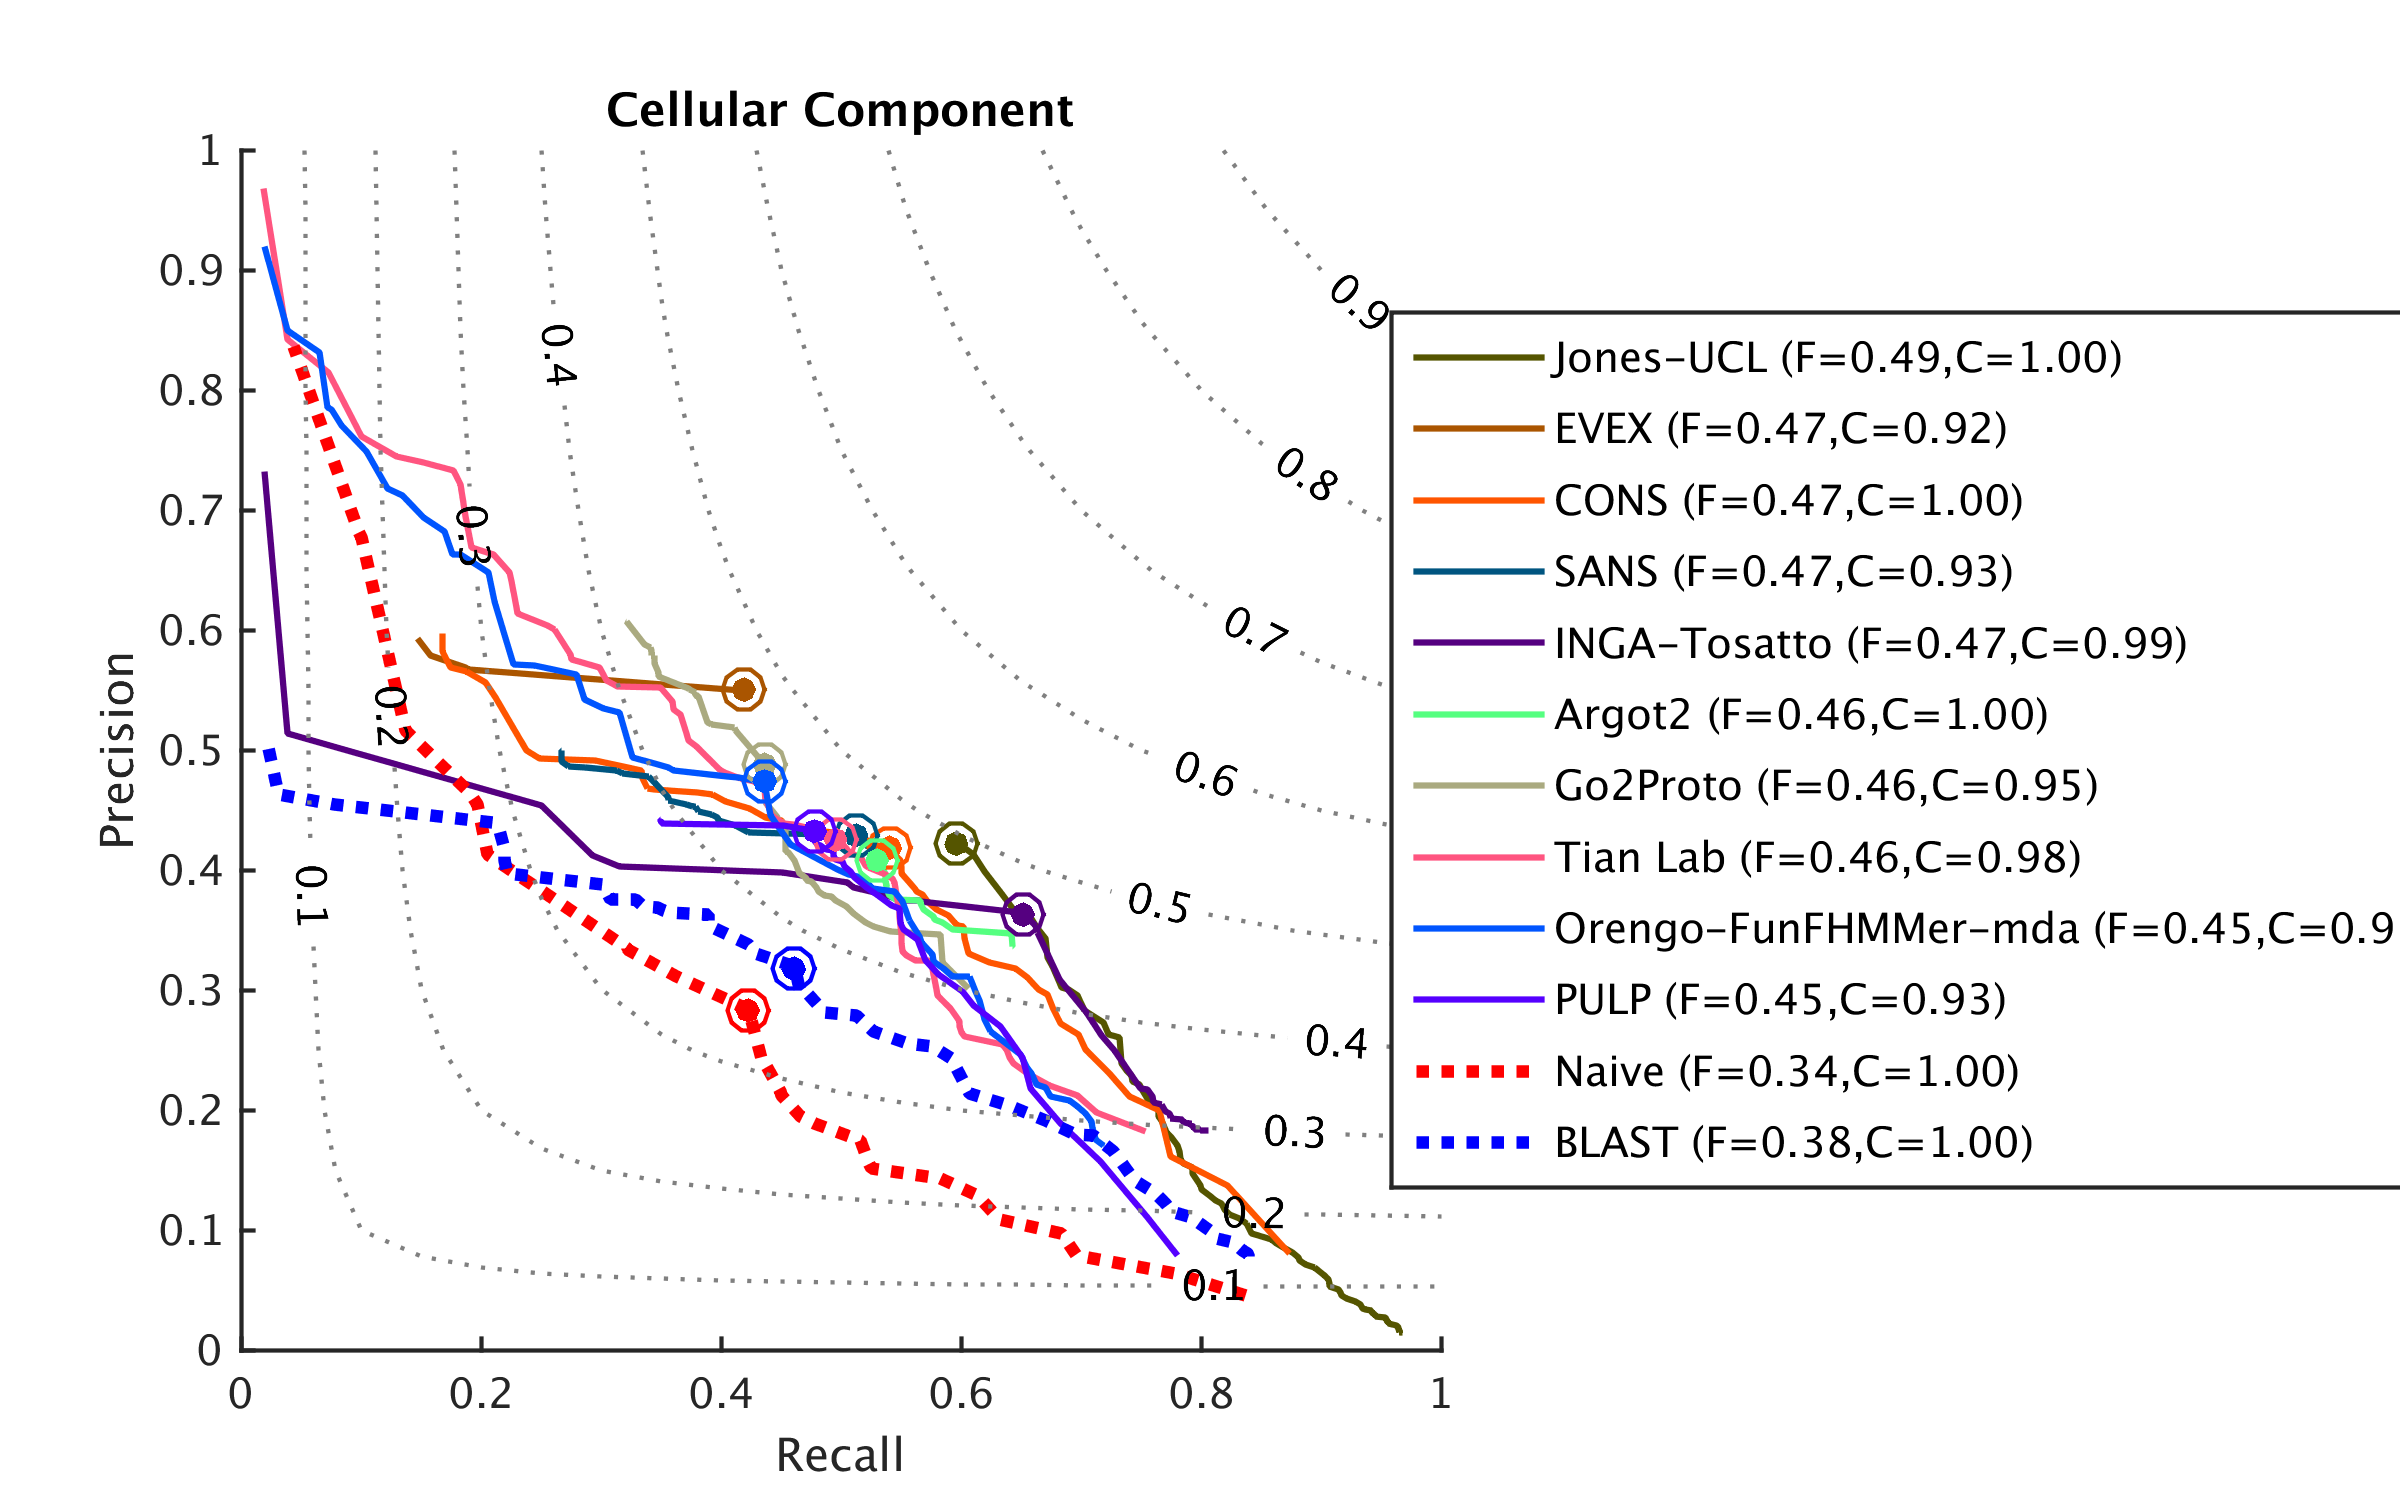 Cellular Component
1
0.9
0.8
0.7
0.6
0.5
0.4
0.3
0.2
0.1
0
Precision
0
0.2
0.4
0.6
0.8
1
Recall
0.1
0.2
0.3
0.4
0.9
0.8
0.7
0.6
0.5
0.4
0.3
0.2
0.1
Jones-UCL (F=0.49,C=1.00)
EVEX (F=0.47,C=0.92)
CONS (F=0.47,C=1.00)
SANS (F=0.47,C=0.93)
INGA-Tosatto (F=0.47,C=0.99)
Argot2 (F=0.46,C=1.00)
Go2Proto (F=0.46,C=0.95)
Tian Lab (F=0.46,C=0.98)
Orengo-FunFHMMer-mda (F=0.45,C=0.9
PULP (F=0.45,C=0.93)
Naive (F=0.34,C=1.00)
BLAST (F=0.38,C=1.00)